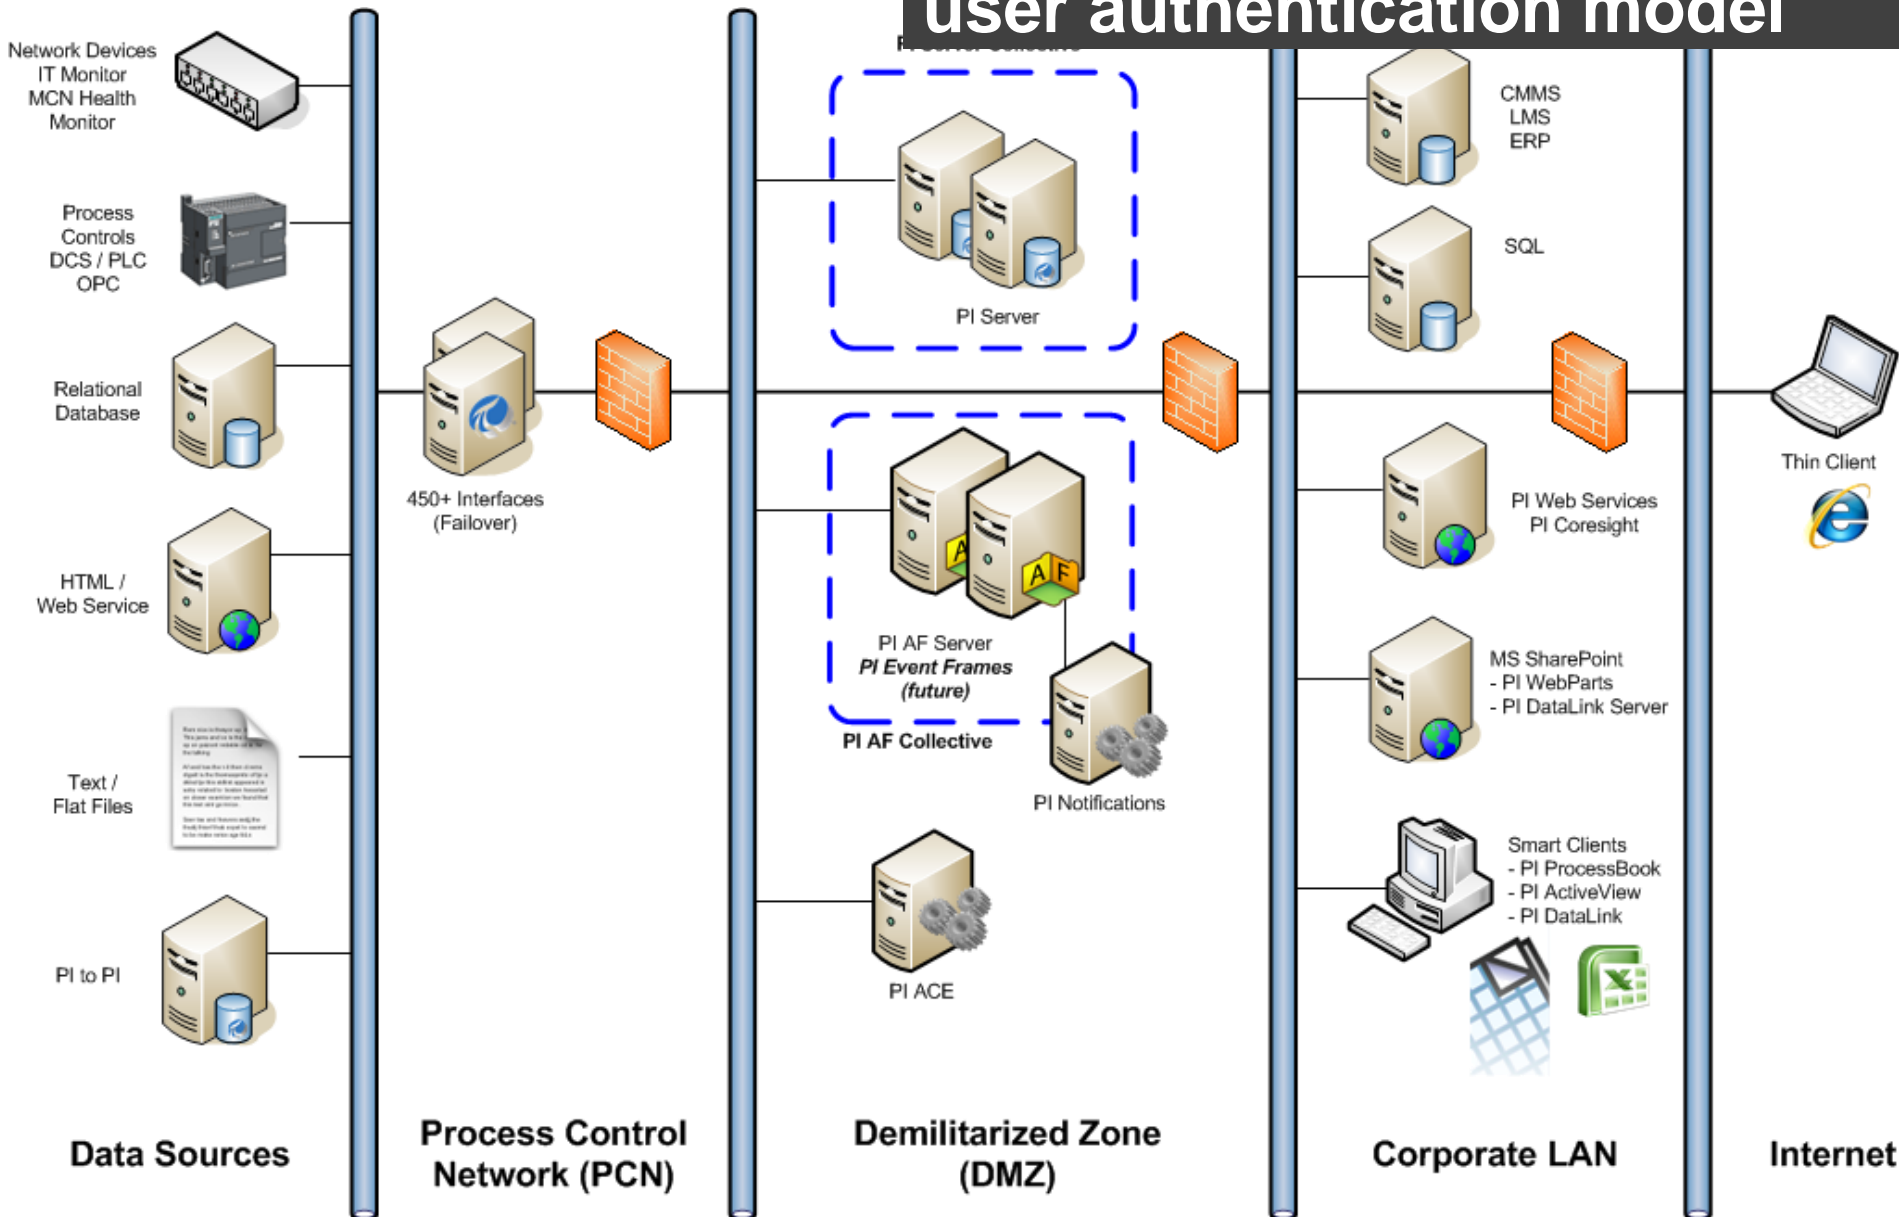 user authentication model
Network Devices
IT Monitor
MCN Health
Monitor
Process
Controls
DCS / PLC
OPC
Relational
Database
HTML /
Web Service
Text /
Flat Files
PI to PI
Data Sources
450+ Interfaces
(Failover)
Process Control
Network (PCN)
PI Server
A
A F
PI AF Server
PI Event Frames
(future)
PI AF Collective
PI Notifications
PI ACE
Demilitarized Zone
(DMZ)
CMMS
LMS
ERP
SQL
PI Web Services
PI Coresight
MS SharePoint
- PI WebParts
- PI DataLink Server
Smart Clients
- PI ProcessBook
- PI ActiveView
- PI DataLink
Corporate LAN
Thin Client
Internet